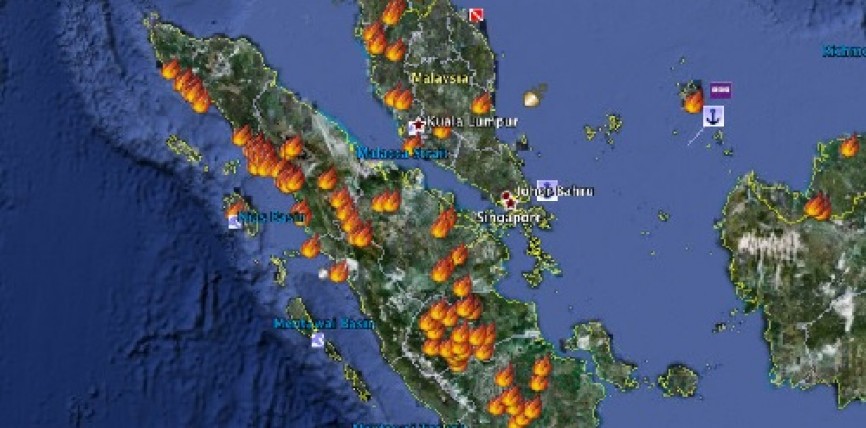 Malaysia
Kuala Lumpur
Malacca Strait
Johor Bahru
Singapore
Nias Basin
Mentawai Basin